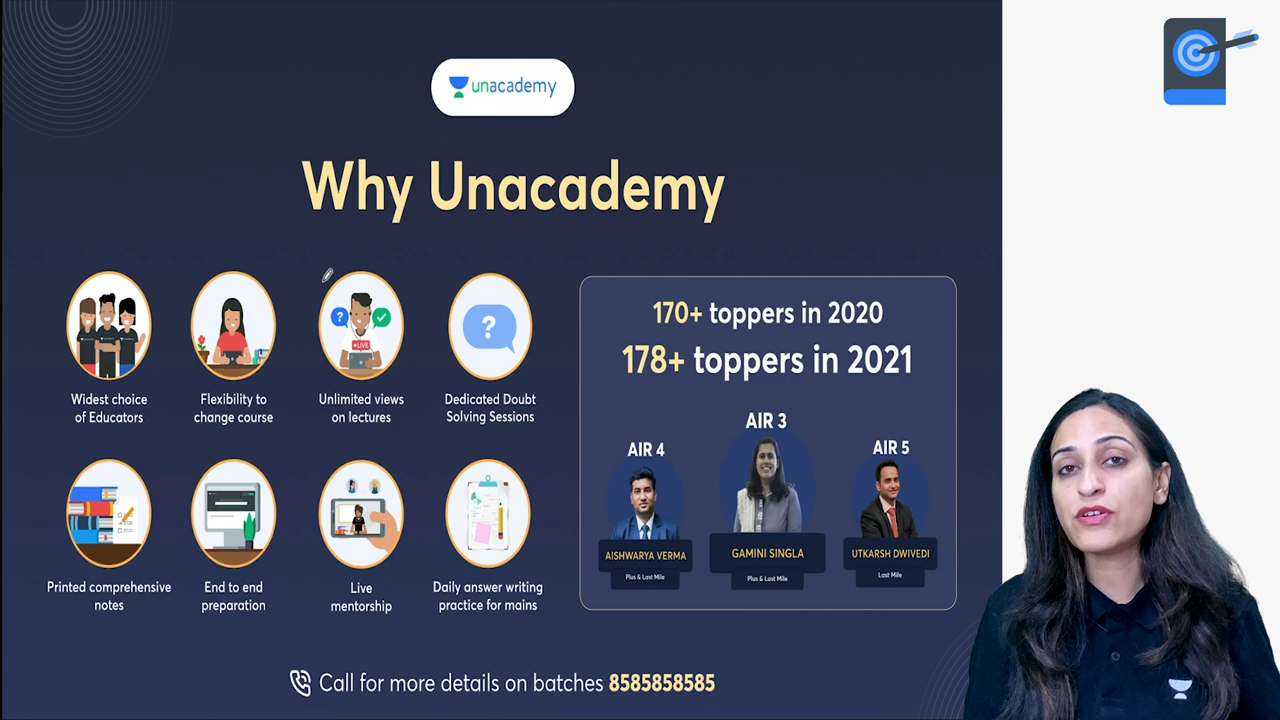 unacademy
Why Unacademy
Widest choice
of Educators
Flexibility to
change course
?
LIVE
Unlimited views
on lectures
?
Dedicated Doubt
Solving Sessions
Printed comprehensive
notes
End to end
preparation
Live
mentorship
Daily answer writing
practice for mains
170+ toppers in 2020
178+ toppers in 2021
AIR 4
AISHWARYA VERMA
Plus & Last Mile
AIR 3
GAMINI SINGLA
Plus & Last Mile
AIR 5
UTKARSH DWIVEDI
Last Mile
Call for more details on batches 8585858585